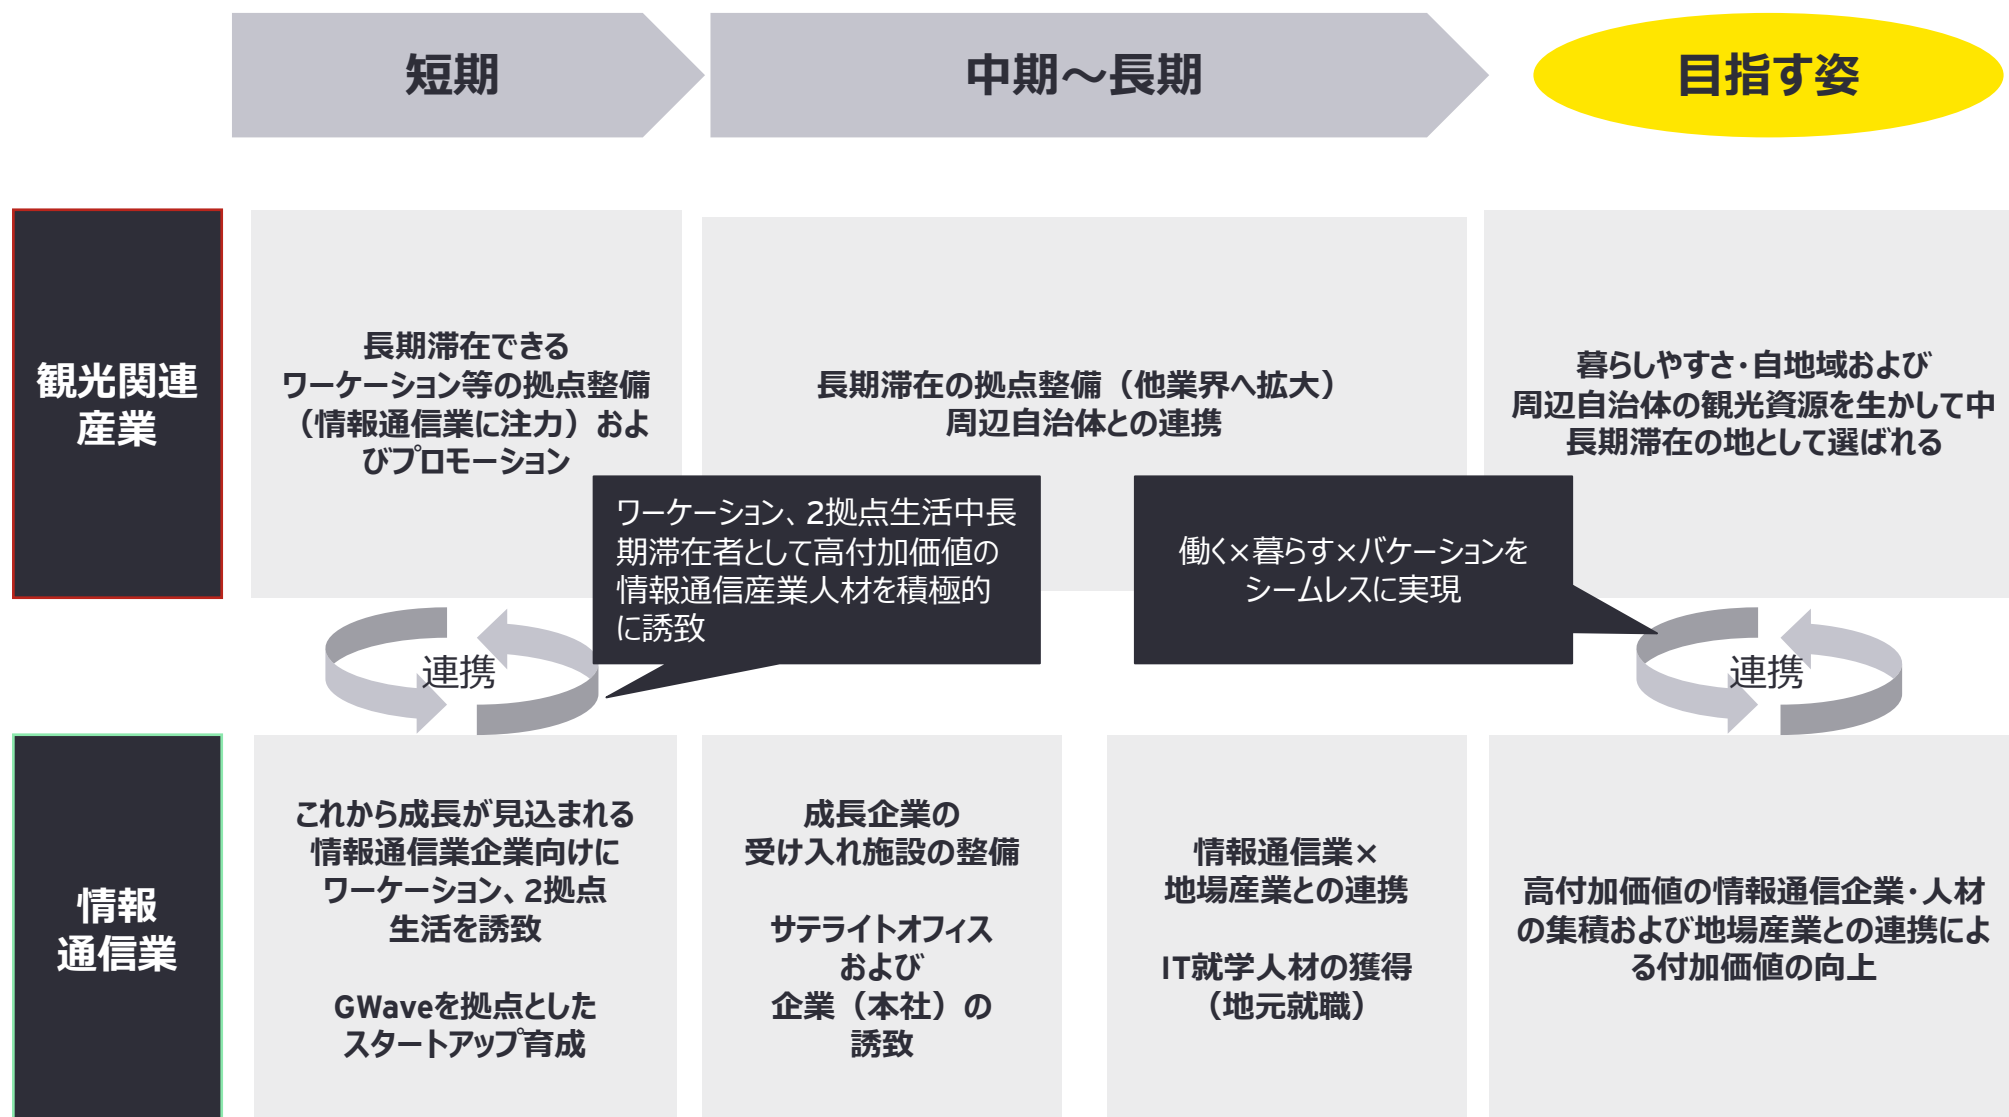 短期
中期～長期
目指す姿
観光関連
産業
長期滞在できる
ワーケーション等の拠点整備
（情報通信業に注力）およ
びプロモーション
長期滞在の拠点整備（他業界へ拡大）
周辺自治体との連携
暮らしやすさ・自地域および
周辺自治体の観光資源を生かして中
長期滞在の地として選ばれる
ワーケーション、2拠点生活中長
期滞在者として高付加価値の
情報通信産業人材を積極的
に誘致
働く×暮らす×バケーションを
シームレスに実現
連携
連携
情報
通信業
これから成長が見込まれる
情報通信業企業向けに
ワーケーション、2拠点
生活を誘致
GWaveを拠点とした
スタートアップ育成
成長企業の
受け入れ施設の整備
サテライトオフィス
および
企業（本社）の
誘致
情報通信業×
地場産業との連携
IT就学人材の獲得
（地元就職）
高付加価値の情報通信企業・人材
の集積および地場産業との連携によ
る付加価値の向上